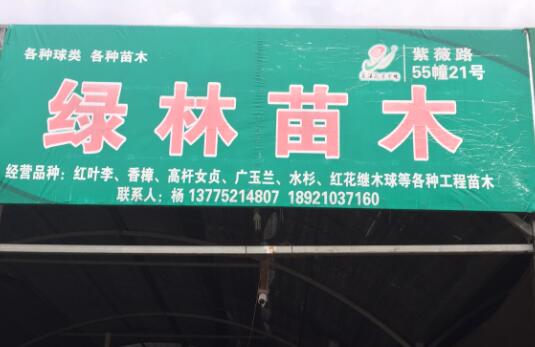 各种球类 各种苗木
紫薇路
55幢21号
绿林苗木
经营品种：红叶李、香樟、高杆女贞、广玉兰、水杉、红花继木球等各种工程苗木
联系人：杨 13775214807 18921037160